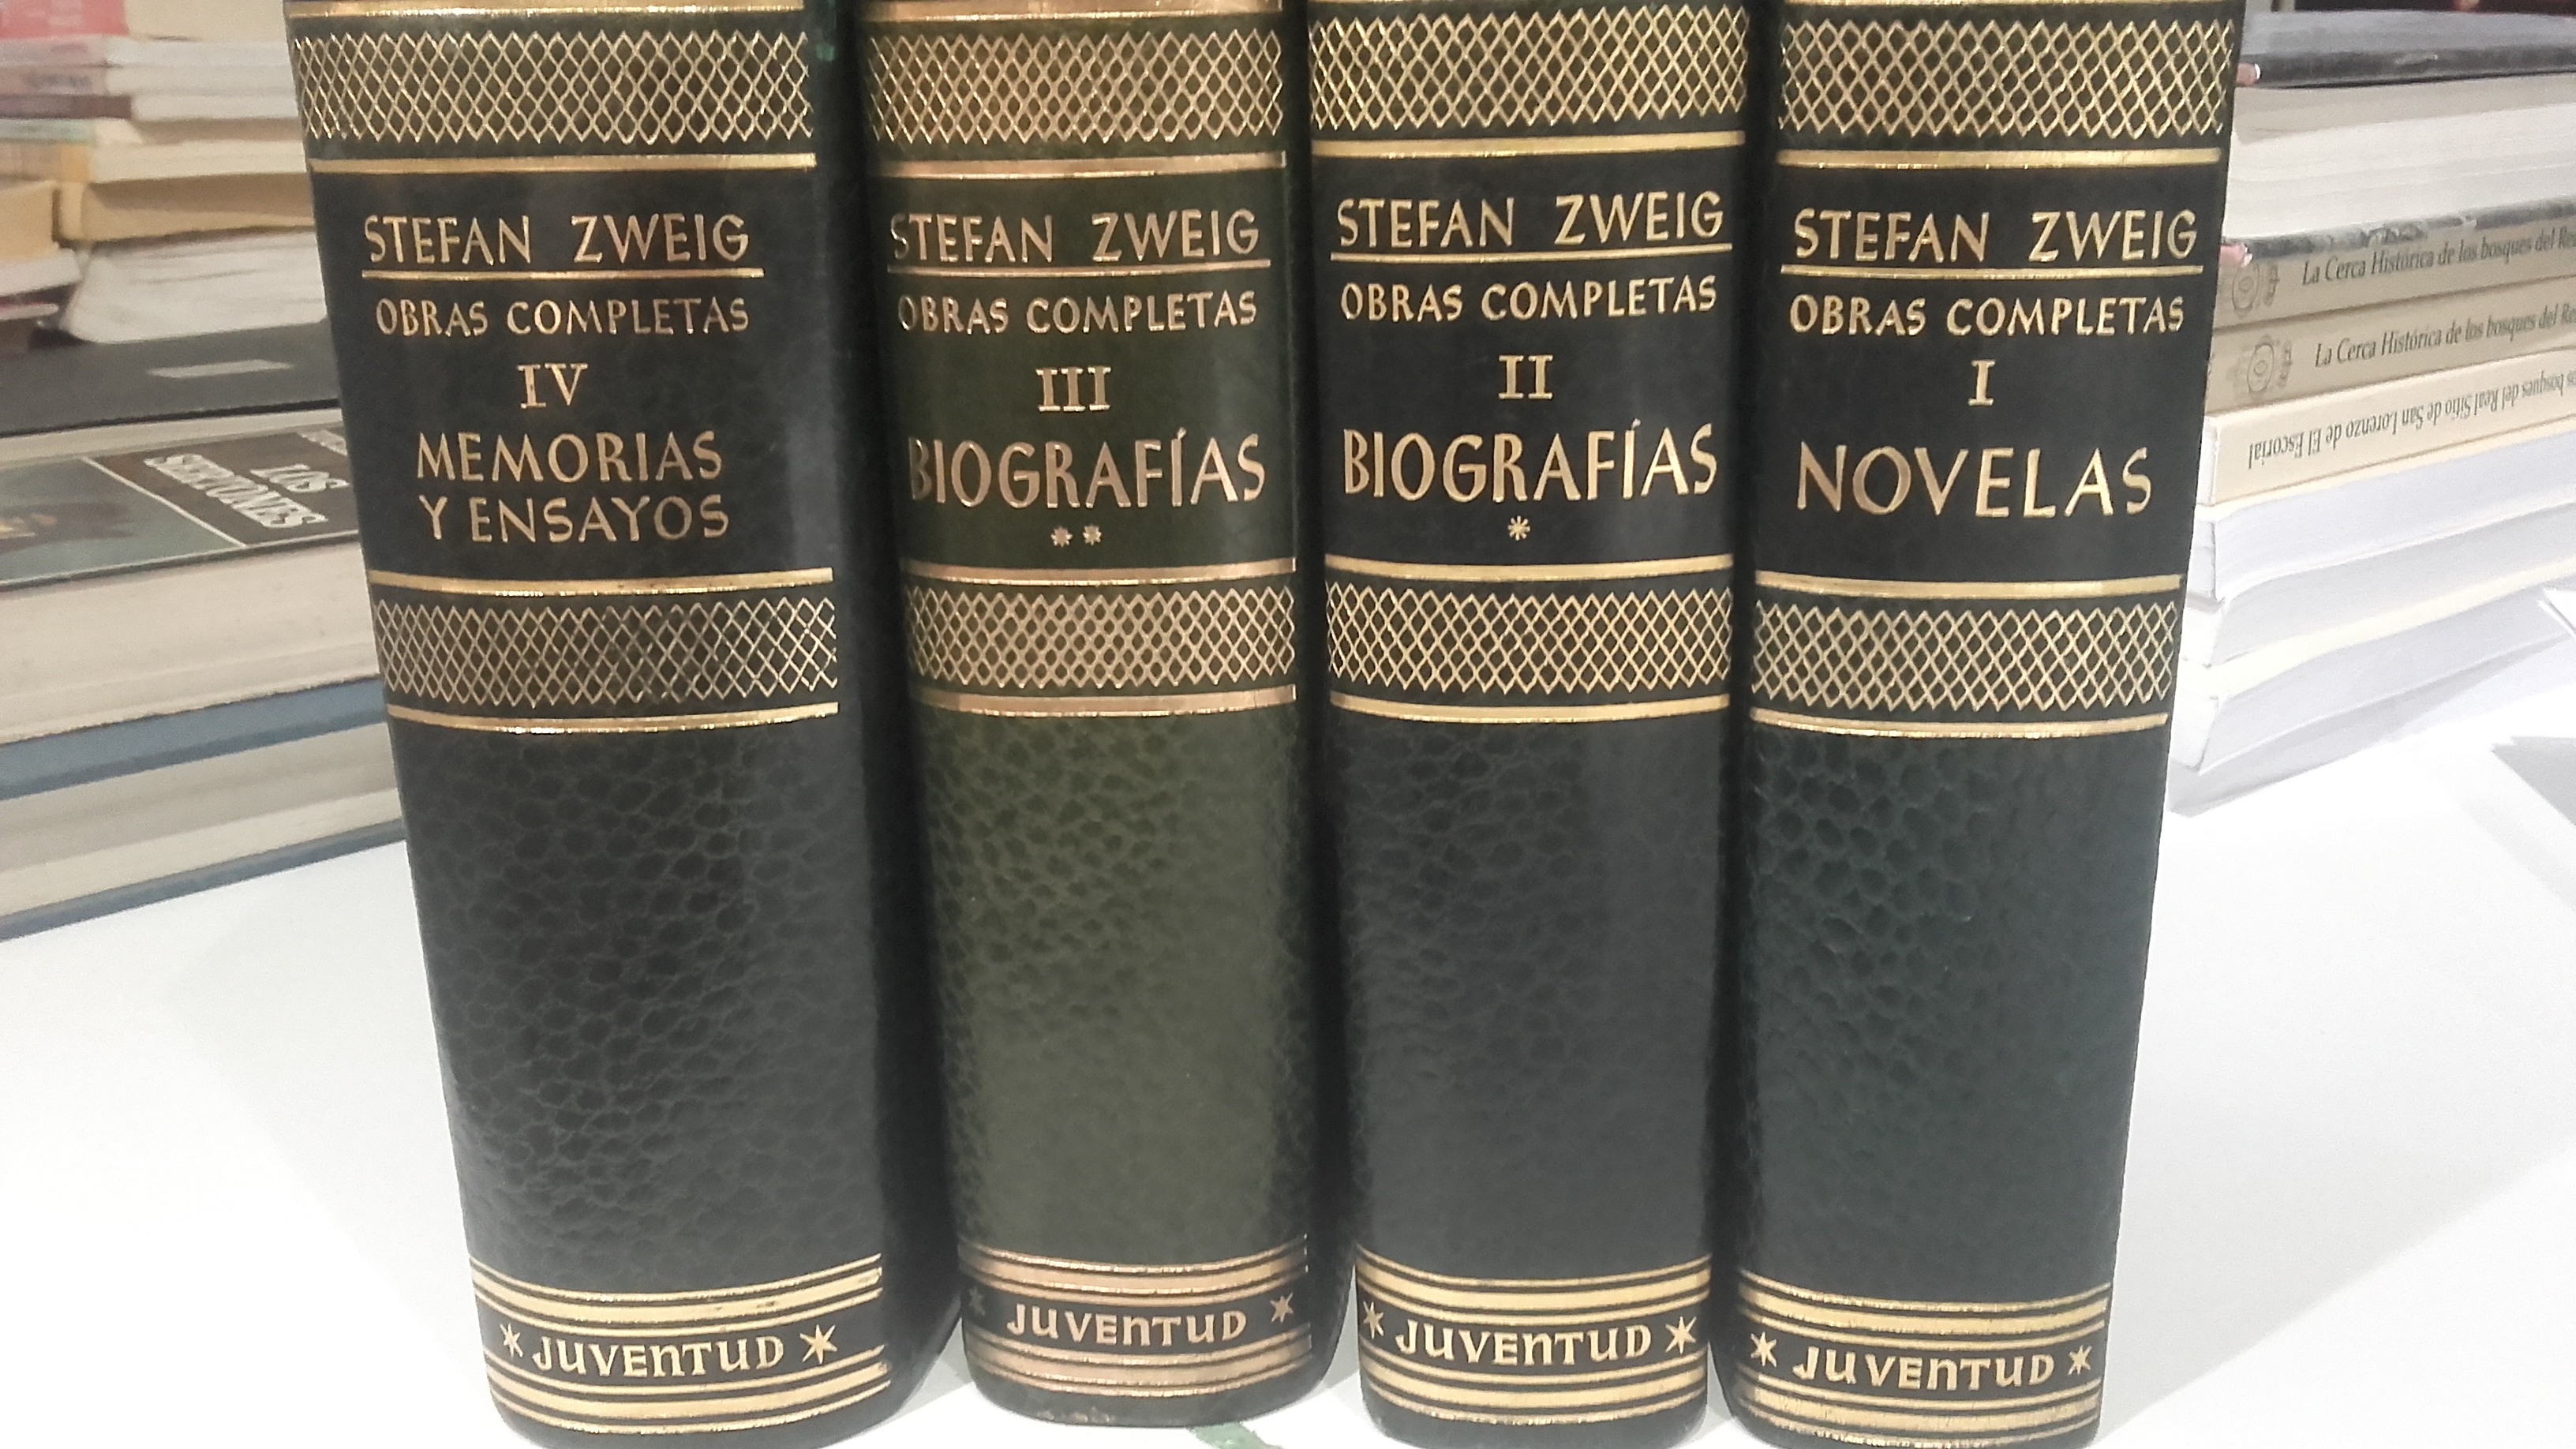 STEFAN ZWEIG
OBRAS COMPLETAS
IV
MEMORIAS
Y ENSAYOS
* JUVENTUD *
STEFAN ZWEIG
OBRAS COMPLETAS
III
BIOGRAFÍAS
* *
* JUVENTUD *
STEFAN ZWEIG
OBRAS COMPLETAS
II
BIOGRAFÍAS
*
* JUVENTUD *
STEFAN ZWEIG
OBRAS COMPLETAS
I
NOVELAS
* JUVENTUD *
LOS
SERTONES
La Cerca Histórica de los bosques del
La Cerca Histórica de los bosques del
bosques del Real Sitio de San Lorenzo de El Escorial